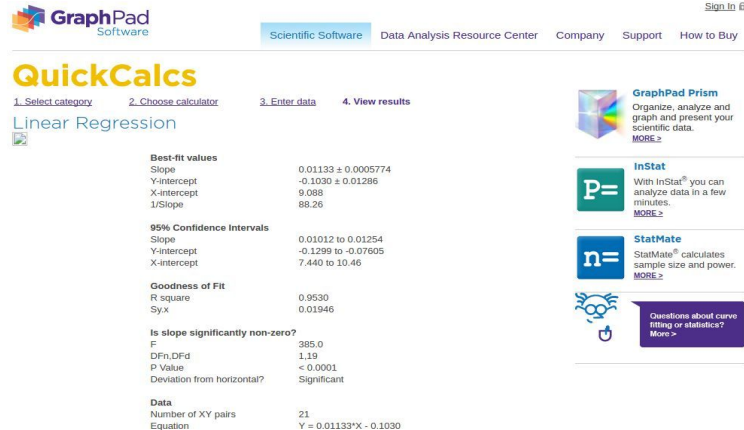 Sign In
GraphPad
Software
Scientific Software Data Analysis Resource Center Company Support How to Buy
QuickCalcs
1. Select category 2. Choose calculator 3. Enter data 4. View results
Linear Regression
Best-fit values
Slope 0.01133 ± 0.0005774
Y-intercept -0.1030 ± 0.01286
X-intercept 9.088
1/Slope 88.26
95% Confidence Intervals
Slope 0.01012 to 0.01254
Y-intercept -0.1299 to -0.07605
X-intercept 7.440 to 10.46
Goodness of Fit
R square 0.9530
Sy.x 0.01946
Is slope significantly non-zero?
F 385.0
DFn,DFd 1,19
P Value < 0.0001
Deviation from horizontal? Significant
Data
Number of XY pairs 21
Equation Y = 0.01133*X - 0.1030
GraphPad Prism
Organize, analyze and
graph and present your
scientific data.
MORE >
P=
InStat
With InStat® you can
analyze data in a few
minutes.
MORE >
n=
StatMate
StatMate® calculates
sample size and power.
MORE >
Questions about curve
fitting or statistics?
More >